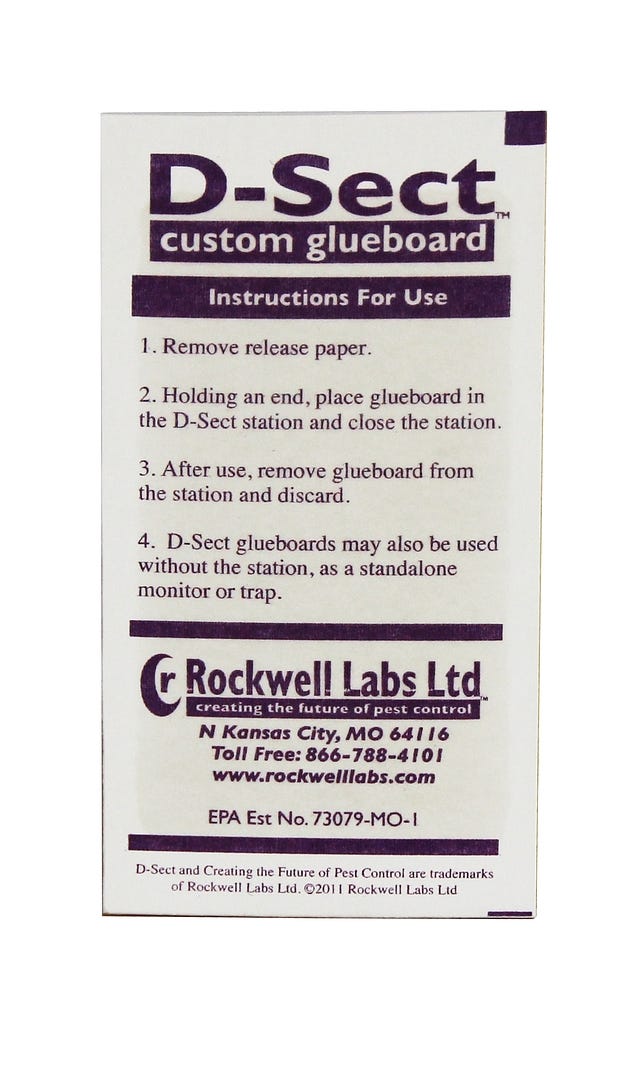 D-Sect™
custom glueboard
Instructions For Use
1. Remove release paper.
2. Holding an end, place glueboard in
the D-Sect station and close the station.
3. After use, remove glueboard from
the station and discard.
4. D-Sect glueboards may also be used
without the station, as a standalone
monitor or trap.
r Rockwell Labs Ltd™
creating the future of pest control
N Kansas City, MO 64116
Toll Free: 866-788-4101
www.rockwelllabs.com
EPA Est No. 73079-MO-1
D-Sect and Creating the Future of Pest Control are trademarks
of Rockwell Labs Ltd. ©2011 Rockwell Labs Ltd